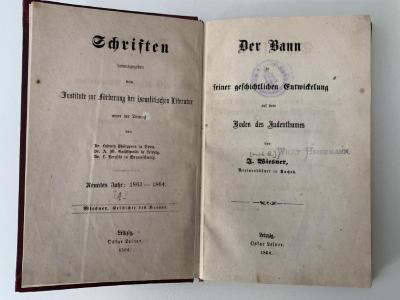 Schriften
herausgegeben
vom
Institute zur Förderung der israelitischen Literatur
unter der Leitung
von
Dr. Ludwig Philippson in Bonn,
Dr. A. M. Goldschmidt in Leipzig,
Dr. L. Herzfeld in Braunschweig.
Neuntes Jahr: 1863—1864.
Wiesner, Geschichte des Bannes.
Leipzig,
Oskar Leiner.
1864.
Der Bann
in
seiner geschichtlichen Entwickelung
auf dem
Boden des Judenthumes
von
J. Wiesner,
Leipzig,
Oskar Leiner.
1864.